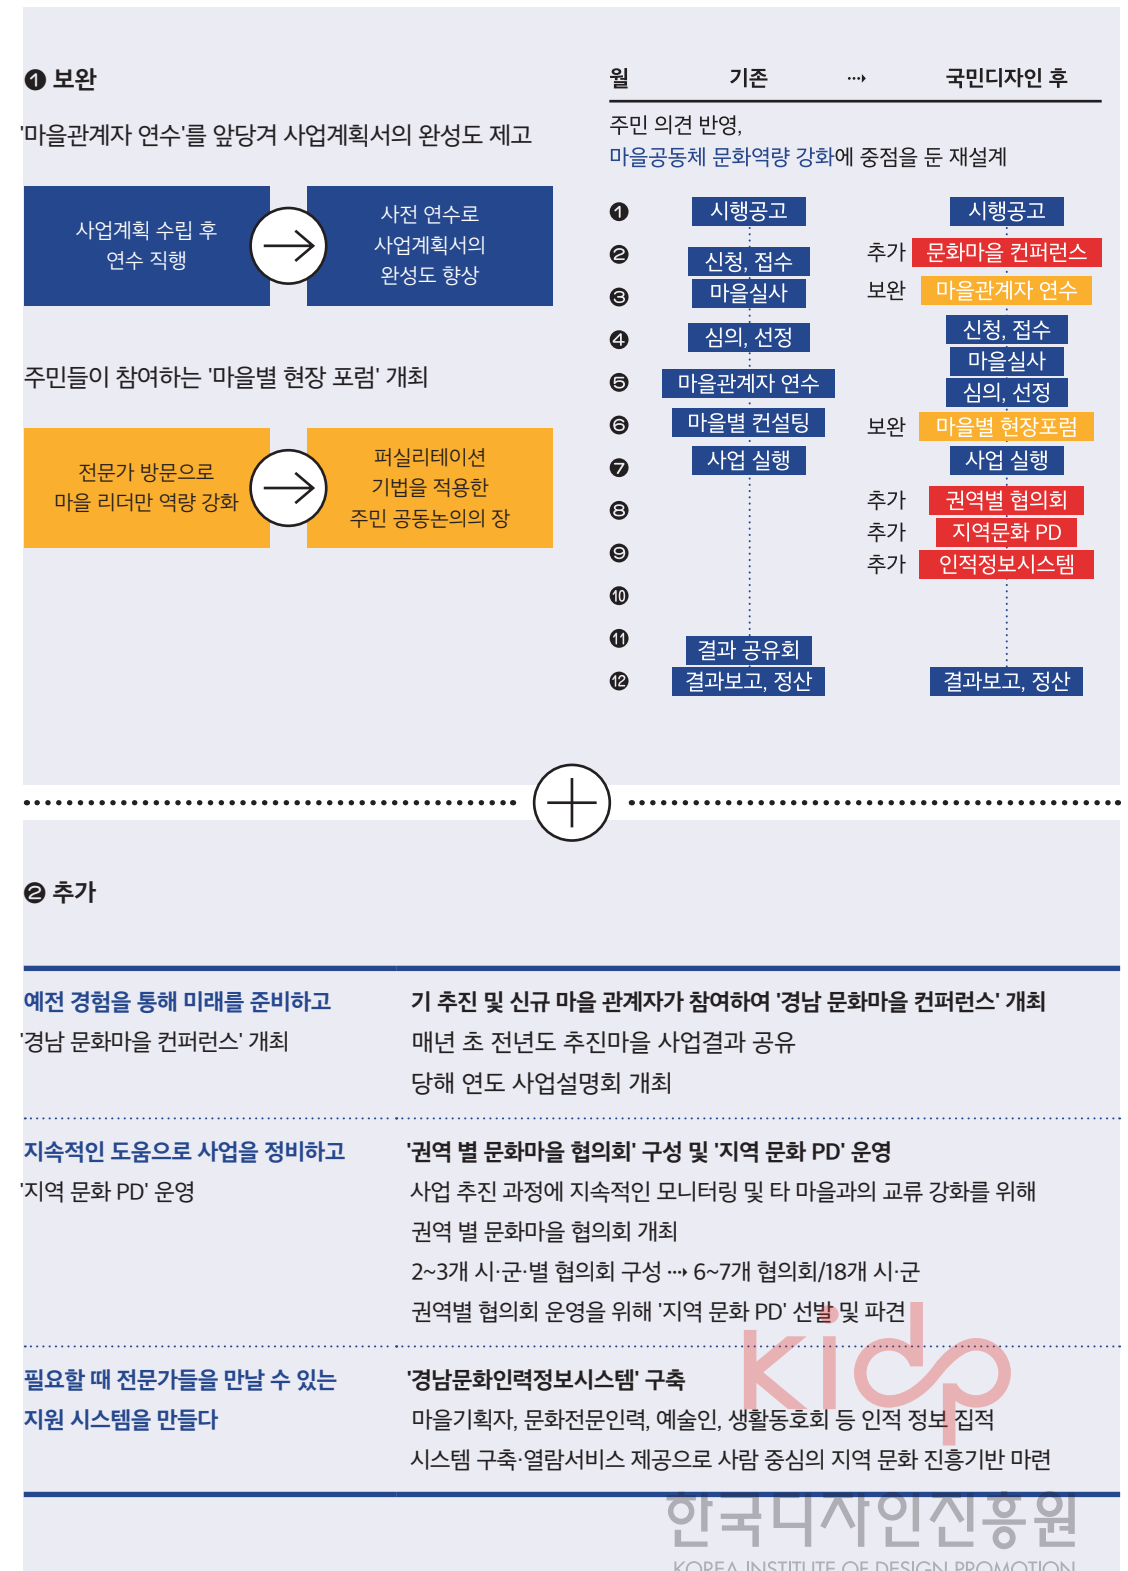 ❶ 보완
'마을관계자 연수'를 앞당겨 사업계획서의 완성도 제고
사업계획 수립 후
연수 직행
사전 연수로
사업계획서의
완성도 향상
주민들이 참여하는 '마을별 현장 포럼' 개최
전문가 방문으로
마을 리더만 역량 강화
퍼실리테이션
기법을 적용한
주민 공동논의의 장
월 기존 ⋯› 국민디자인 후
주민 의견 반영,
마을공동체 문화역량 강화에 중점을 둔 재설계
❶ 시행공고 시행공고
❷ 신청, 접수 추가 문화마을 컨퍼런스
❸ 마을실사 보완 마을관계자 연수
❹ 심의, 선정 신청, 접수
마을실사
❺ 마을관계자 연수 심의, 선정
❻ 마을별 컨설팅 보완 마을별 현장포럼
❼ 사업 실행 사업 실행
❽ 추가 권역별 협의회
추가 지역문화 PD
❾ 추가 인적정보시스템
❿
⓫ 결과 공유회
⓬ 결과보고, 정산 결과보고, 정산
❷ 추가
예전 경험을 통해 미래를 준비하고
'경남 문화마을 컨퍼런스' 개최
기 추진 및 신규 마을 관계자가 참여하여 '경남 문화마을 컨퍼런스' 개최
매년 초 전년도 추진마을 사업결과 공유
당해 연도 사업설명회 개최
지속적인 도움으로 사업을 정비하고
'지역 문화 PD' 운영
'권역 별 문화마을 협의회' 구성 및 '지역 문화 PD' 운영
사업 추진 과정에 지속적인 모니터링 및 타 마을과의 교류 강화를 위해
권역 별 문화마을 협의회 개최
2~3개 시·군·별 협의회 구성 ⋯› 6~7개 협의회/18개 시·군
권역별 협의회 운영을 위해 '지역 문화 PD' 선발 및 파견
필요할 때 전문가들을 만날 수 있는
지원 시스템을 만들다
'경남문화인력정보시스템' 구축
마을기획자, 문화전문인력, 예술인, 생활동호회 등 인적 정보 집적
시스템 구축·열람서비스 제공으로 사람 중심의 지역 문화 진흥기반 마련
kidp
한국디자인진흥원
KOREA INSTITUTE OF DESIGN PROMOTION